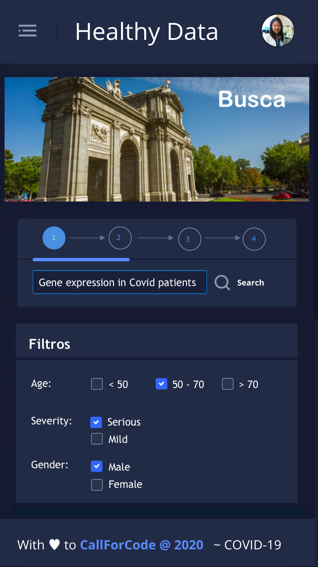 Healthy Data
Busca
1 2 3 4
Gene expression in Covid patients Search
Filtros
Age: < 50 50 - 70 > 70
Severity: Serious
Mild
Gender: Male
Female
With ♥ to CallForCode @ 2020 ~ COVID-19